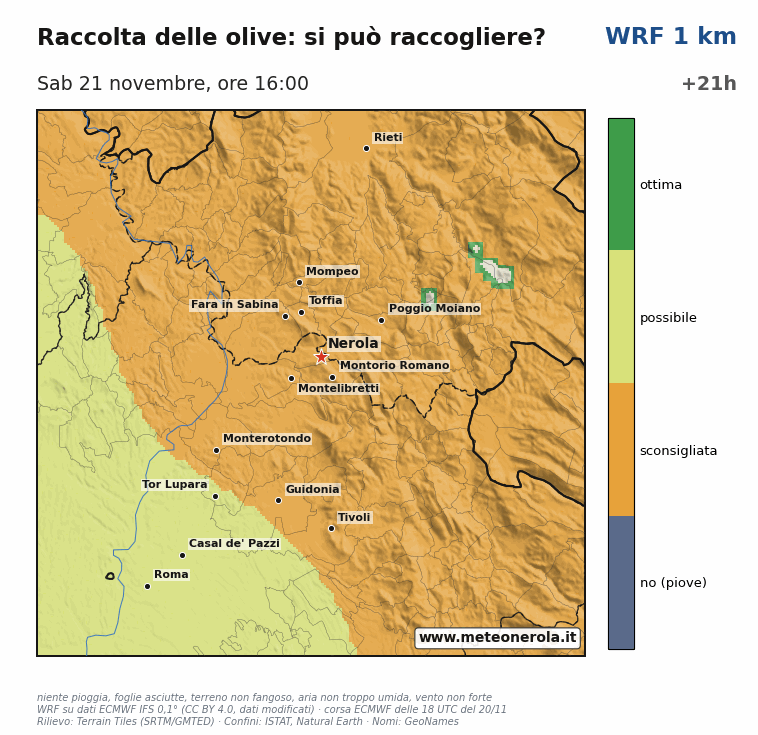 Raccolta delle olive: si può raccogliere?
WRF 1 km
Sab 21 novembre, ore 16:00
+21h
Rieti
Mompeo
Fara in Sabina
Toffia
Poggio Moiano
Nerola
Montorio Romano
Montelibretti
Monterotondo
Tor Lupara
Guidonia
Tivoli
Casal de' Pazzi
Roma
www.meteonerola.it
ottima
possibile
sconsigliata
no (piove)
niente pioggia, foglie asciutte, terreno non fangoso, aria non troppo umida, vento non forte
WRF su dati ECMWF IFS 0,1° (CC BY 4.0, dati modificati) · corsa ECMWF delle 18 UTC del 20/11
Rilievo: Terrain Tiles (SRTM/GMTED) · Confini: ISTAT, Natural Earth · Nomi: GeoNames